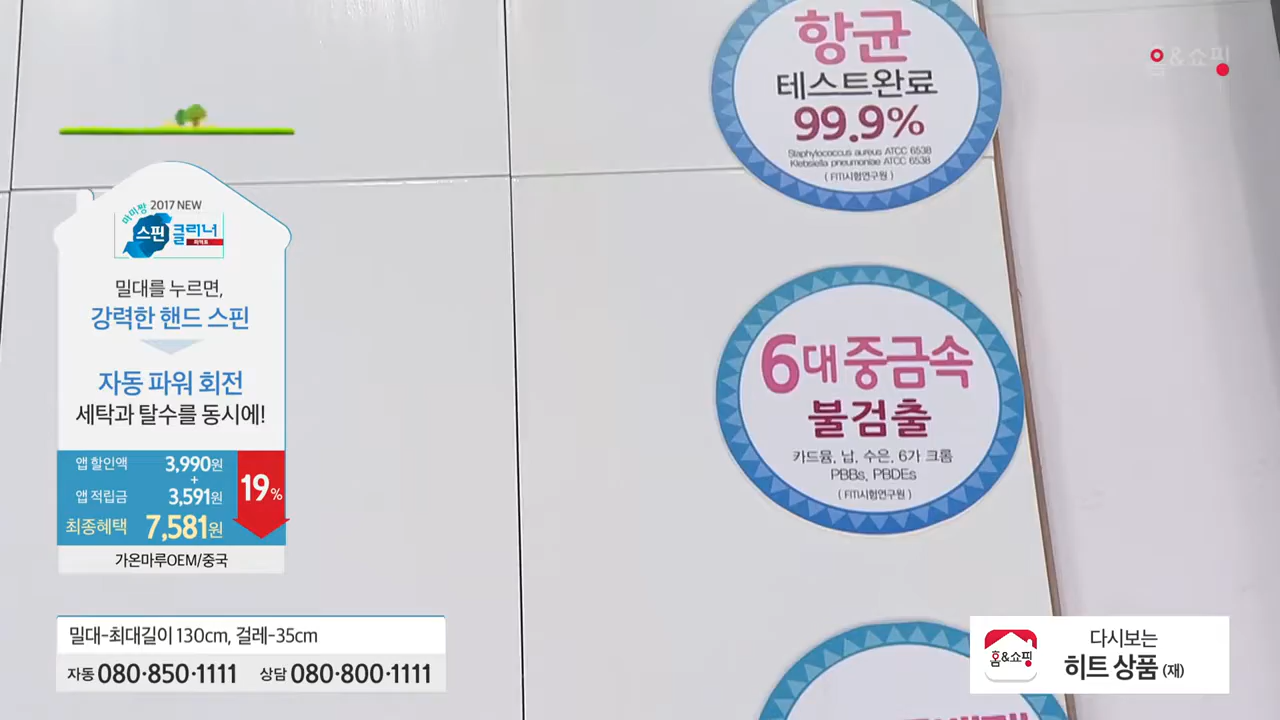 홈&쇼핑
항균
테스트완료
99.9%
Staphylococcus aureus ATCC 6538
Klebsiella pneumoniae ATCC 6538
( FITI시험연구원 )
6대 중금속
불검출
카드뮴, 납, 수은, 6가 크롬
PBBs, PBDEs
( FITI시험연구원 )
미미짱 2017 NEW
스핀 클리너
밀대를 누르면,
강력한 핸드 스핀
자동 파워 회전
세탁과 탈수를 동시에!
앱 할인액 3,990원
+
앱 적립금 3,591원
최종혜택 7,581원
19%
가온마루OEM/중국
밀대-최대길이 130cm, 걸레-35cm
자동 080·850·1111 상담 080·800·1111
홈&쇼핑
다시보는
히트 상품 (재)